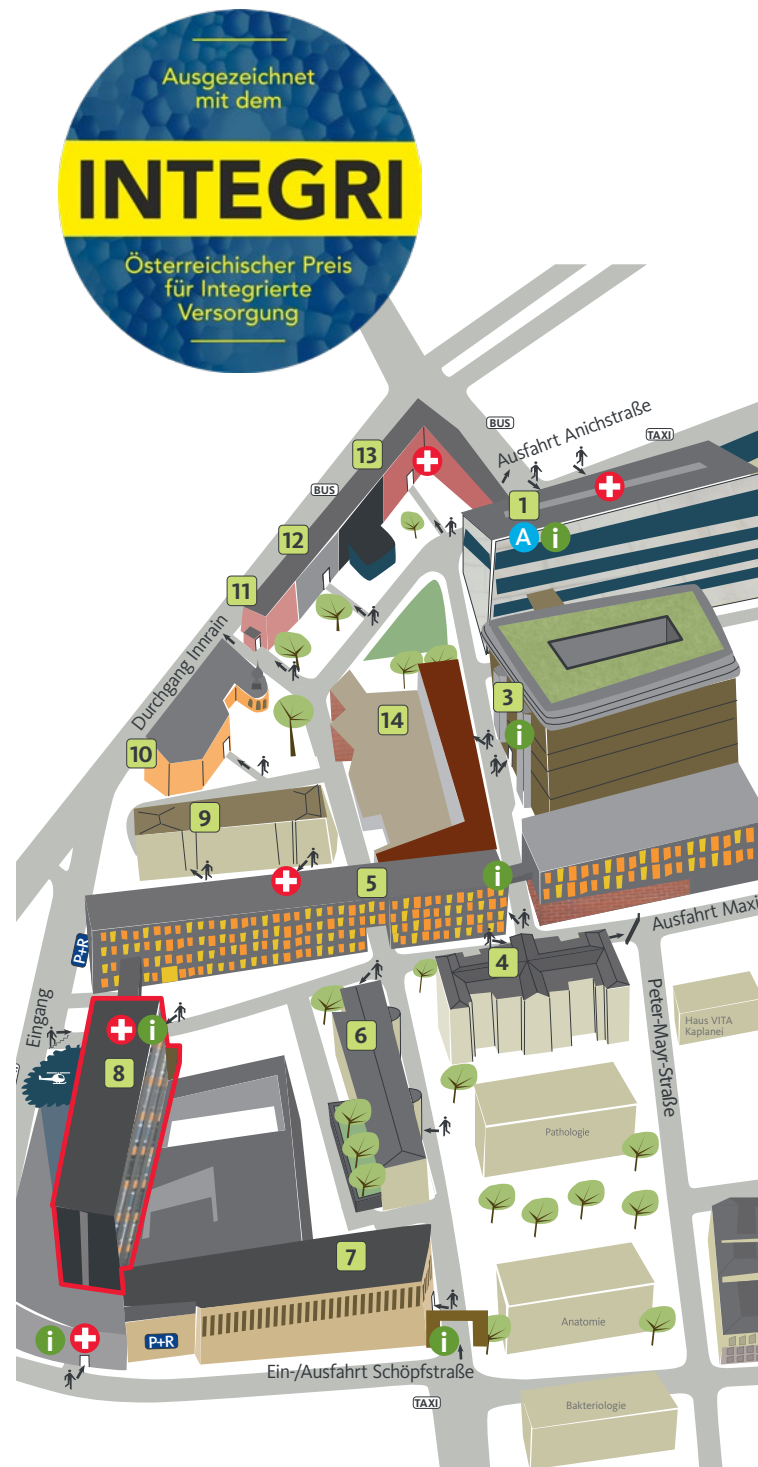 Ausgezeichnet
mit dem
INTEGRI
Österreichischer Preis
für Integrierte
Versorgung
BUS
Ausfahrt Anichstraße
TAXI
13
BUS
1
A
i
12
11
Durchgang Innrain
3
i
14
10
9
5
i
Ausfahrt Maxi
P+R
4
Eingang
Peter-Mayr-Straße
Haus VITA
Kaplanei
i
6
8
Pathologie
7
i
P+R
i
Anatomie
Ein-/Ausfahrt Schöpfstraße
TAXI
Bakteriologie